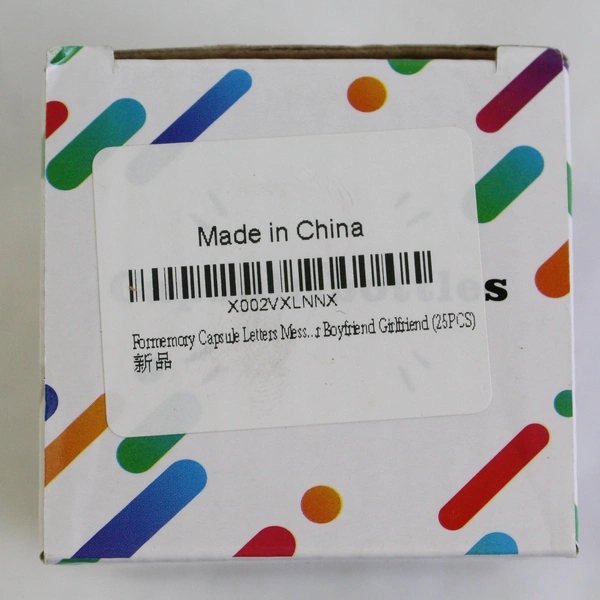 Made in China
X002VXLNNX
Formemory Capsule Letters Mess...r Boyfriend Girlfriend (25PCS)
新品